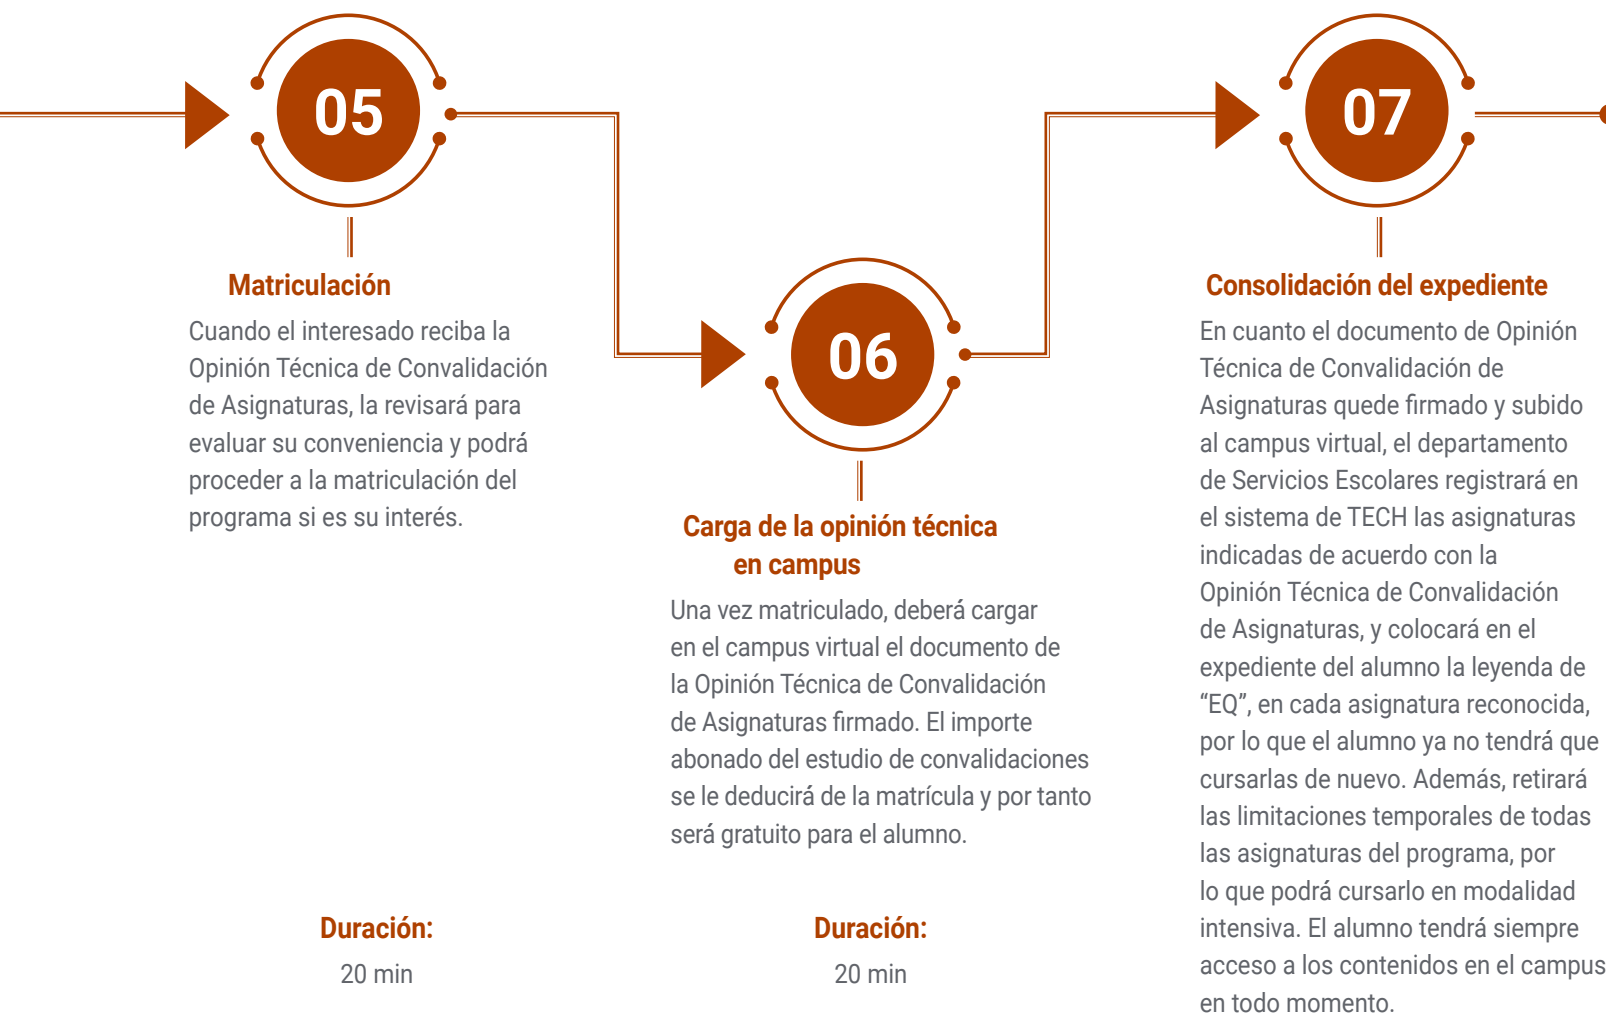 05
Matriculación
Cuando el interesado reciba la
Opinión Técnica de Convalidación
de Asignaturas, la revisará para
evaluar su conveniencia y podrá
proceder a la matriculación del
programa si es su interés.
Duración:
20 min
06
Carga de la opinión técnica
en campus
Una vez matriculado, deberá cargar
en el campus virtual el documento de
la Opinión Técnica de Convalidación
de Asignaturas firmado. El importe
abonado del estudio de convalidaciones
se le deducirá de la matrícula y por tanto
será gratuito para el alumno.
Duración:
20 min
07
Consolidación del expediente
En cuanto el documento de Opinión
Técnica de Convalidación de
Asignaturas quede firmado y subido
al campus virtual, el departamento
de Servicios Escolares registrará en
el sistema de TECH las asignaturas
indicadas de acuerdo con la
Opinión Técnica de Convalidación
de Asignaturas, y colocará en el
expediente del alumno la leyenda de
“EQ”, en cada asignatura reconocida,
por lo que el alumno ya no tendrá que
cursarlas de nuevo. Además, retirará
las limitaciones temporales de todas
las asignaturas del programa, por
lo que podrá cursarlo en modalidad
intensiva. El alumno tendrá siempre
acceso a los contenidos en el campus
en todo momento.